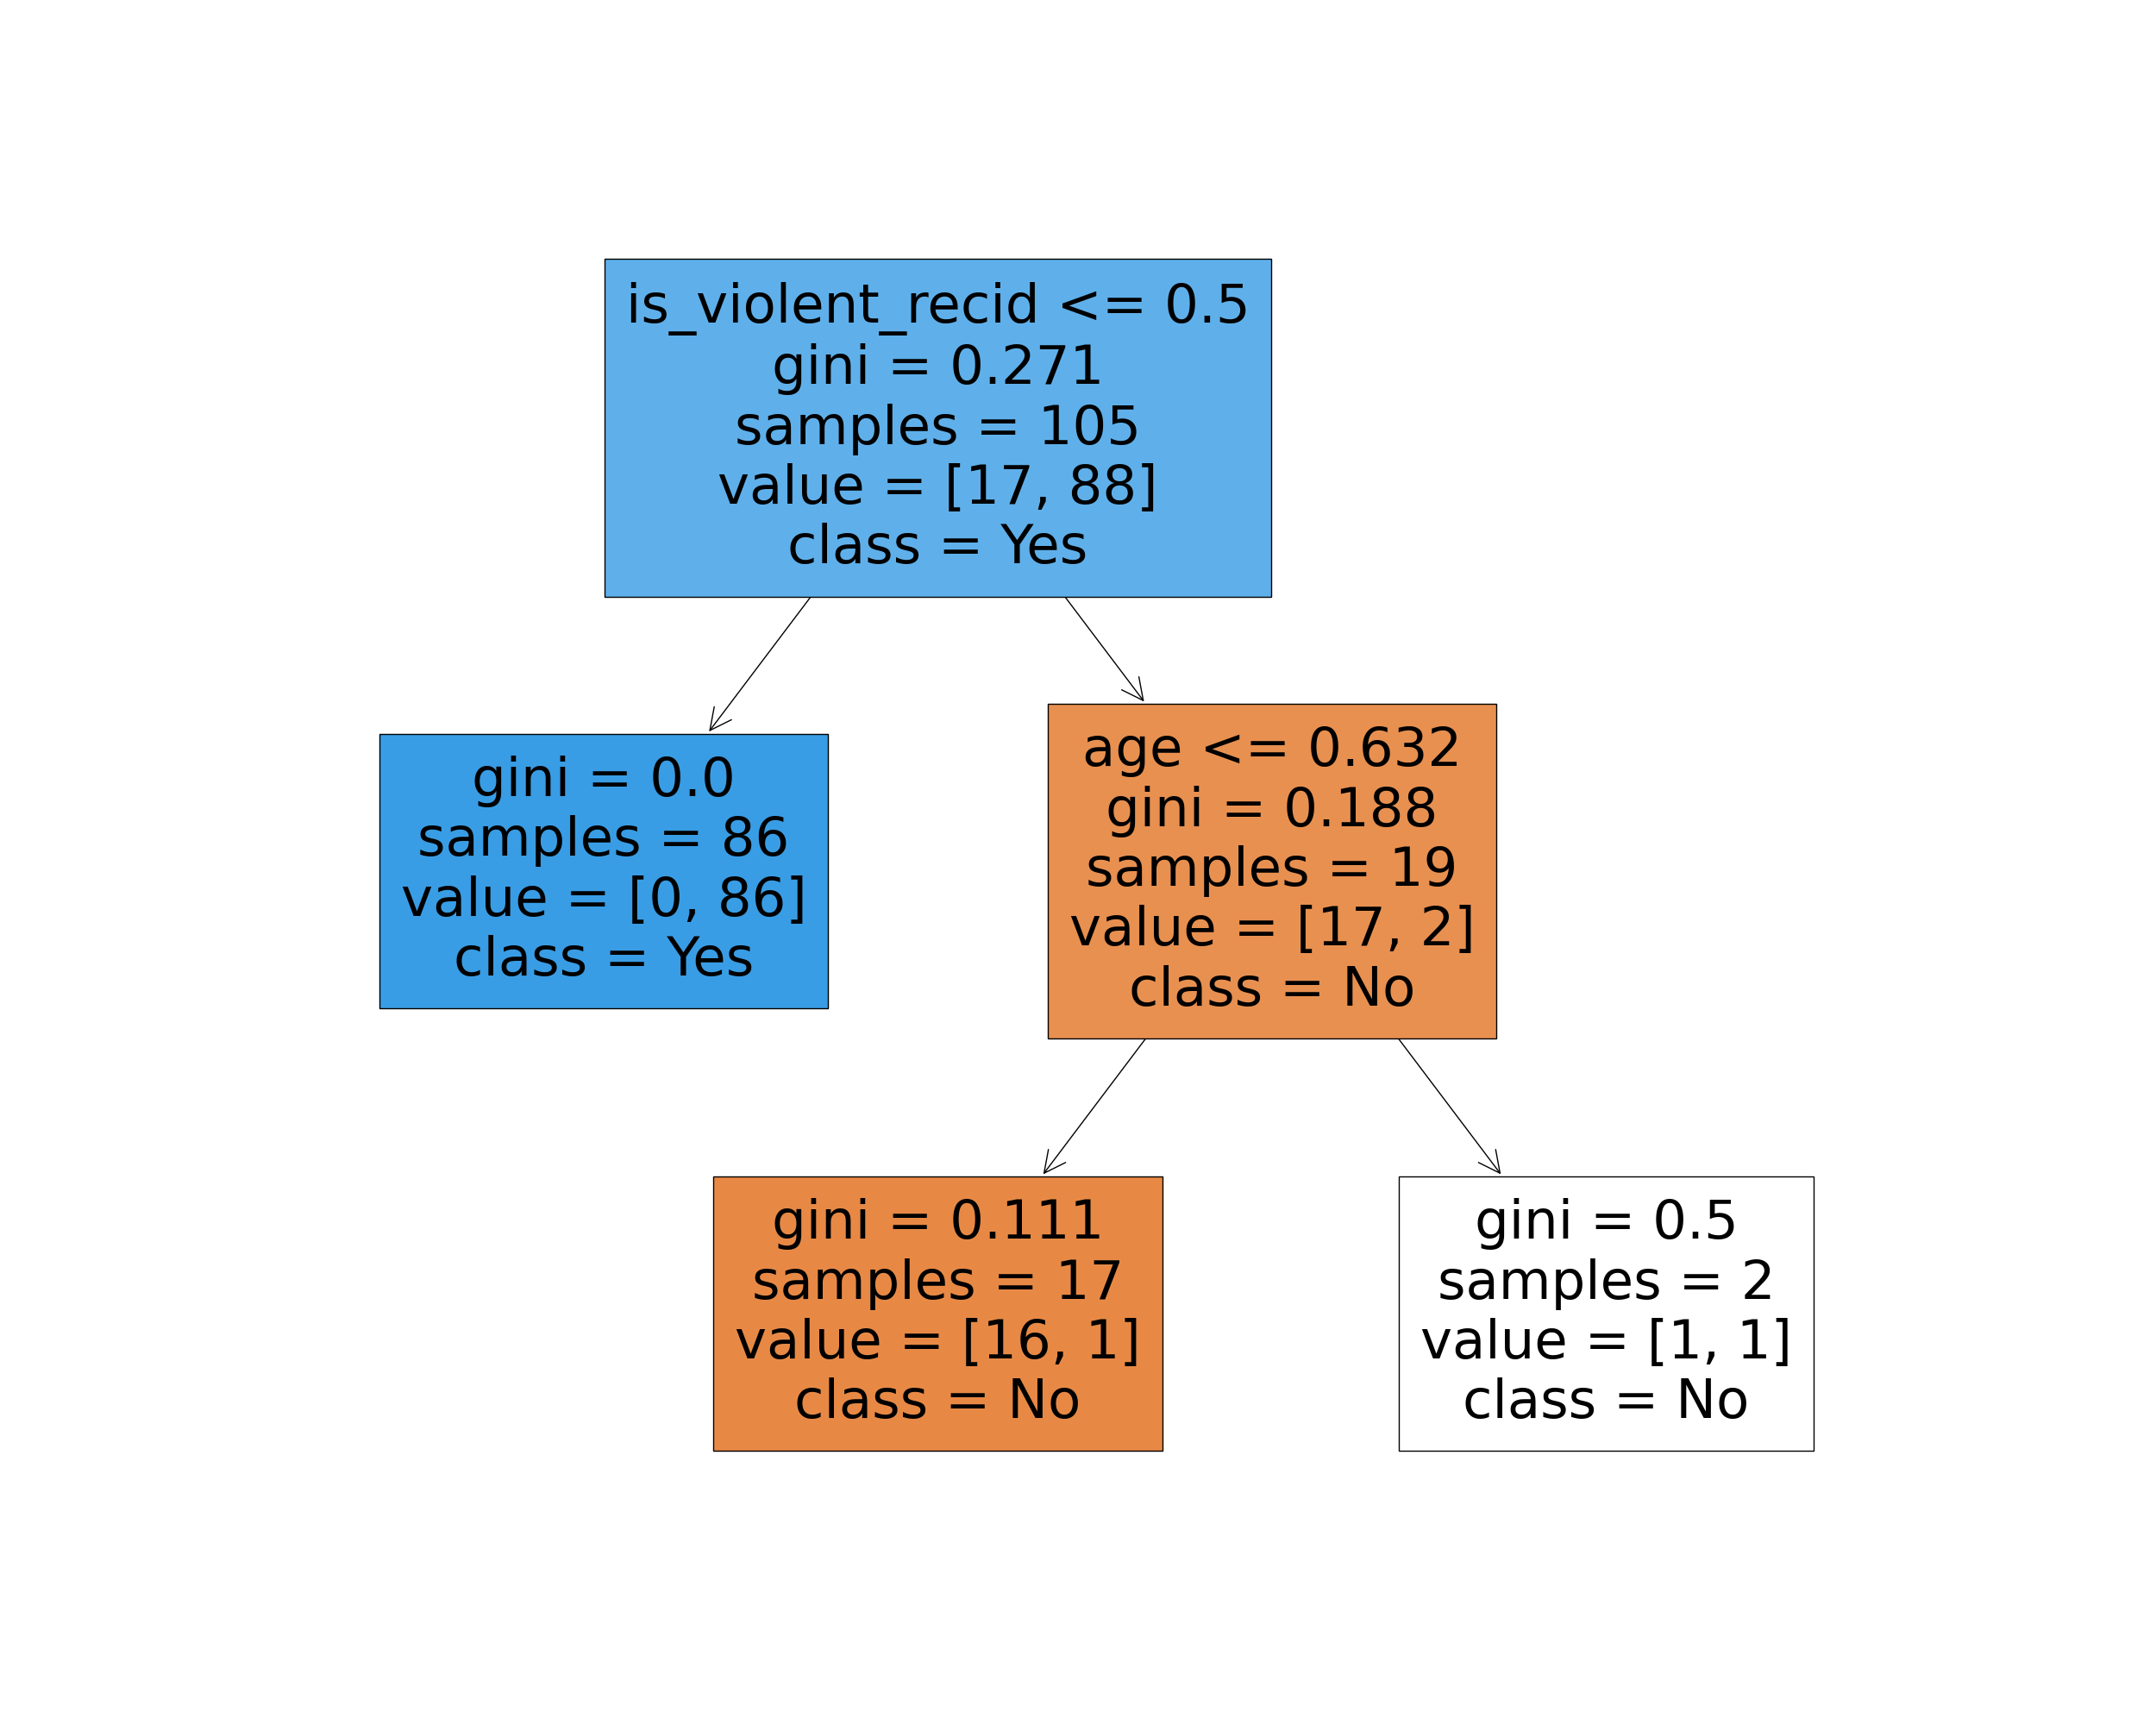 is_violent_recid <= 0.5
gini = 0.271
samples = 105
value = [17, 88]
class = Yes
gini = 0.0
samples = 86
value = [0, 86]
class = Yes
age <= 0.632
gini = 0.188
samples = 19
value = [17, 2]
class = No
gini = 0.111
samples = 17
value = [16, 1]
class = No
gini = 0.5
samples = 2
value = [1, 1]
class = No